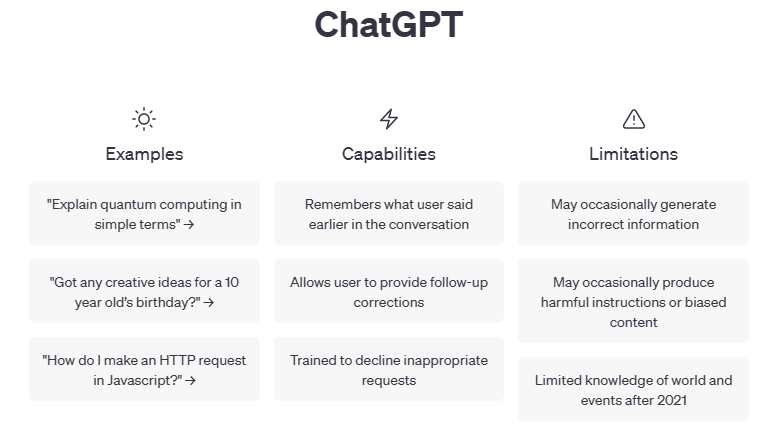 ChatGPT
Examples
"Explain quantum computing in
simple terms" →
"Got any creative ideas for a 10
year old’s birthday?" →
"How do I make an HTTP request
in Javascript?" →
Capabilities
Remembers what user said
earlier in the conversation
Allows user to provide follow-up
corrections
Trained to decline inappropriate
requests
Limitations
May occasionally generate
incorrect information
May occasionally produce
harmful instructions or biased
content
Limited knowledge of world and
events after 2021